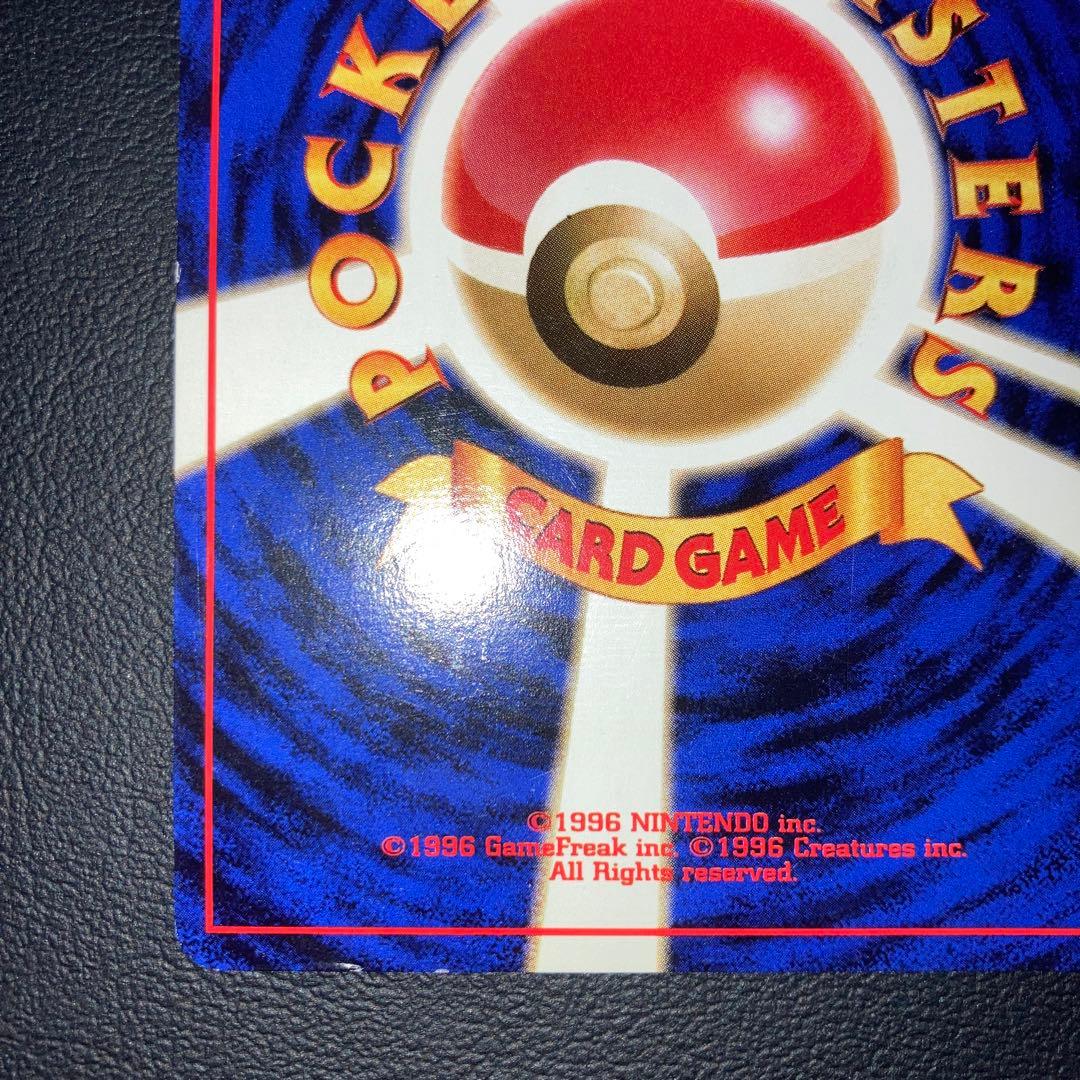 POCKE
STERS
CARD GAME
©1996 NINTENDO inc.
©1996 GameFreak inc. ©1996 Creatures inc.
All Rights reserved.